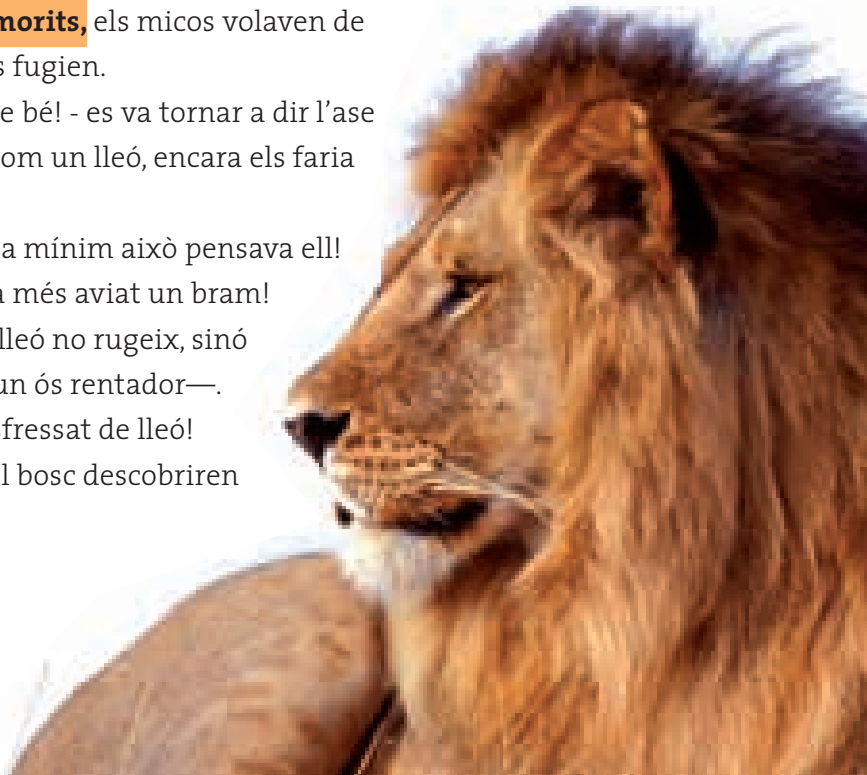 morits, els micos volaven de
s fugien.
e bé! - es va tornar a dir l’ase
om un lleó, encara els faria
a mínim això pensava ell!
a més aviat un bram!
lleó no rugeix, sinó
un ós rentador—.
fressat de lleó!
l bosc descobriren